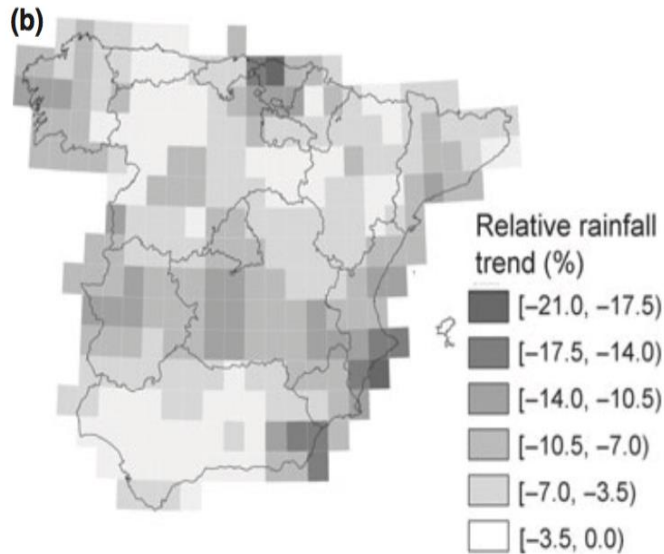 (b)
Relative rainfall
trend (%)
[–21.0, –17.5)
[–17.5, –14.0)
[–14.0, –10.5)
[–10.5, –7.0)
[–7.0, –3.5)
[–3.5, 0.0)